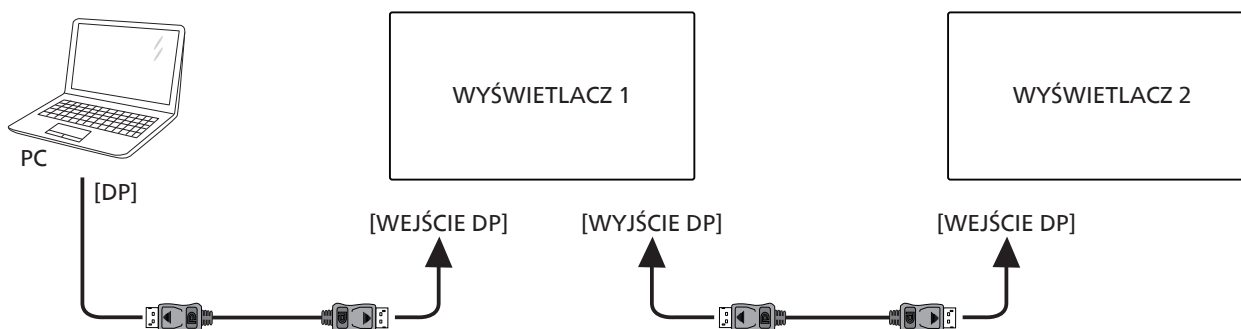 WYŚWIETLACZ 1
WYŚWIETLACZ 2
PC
[DP]
[WEJŚCIE DP]
[WYJŚCIE DP]
[WEJŚCIE DP]